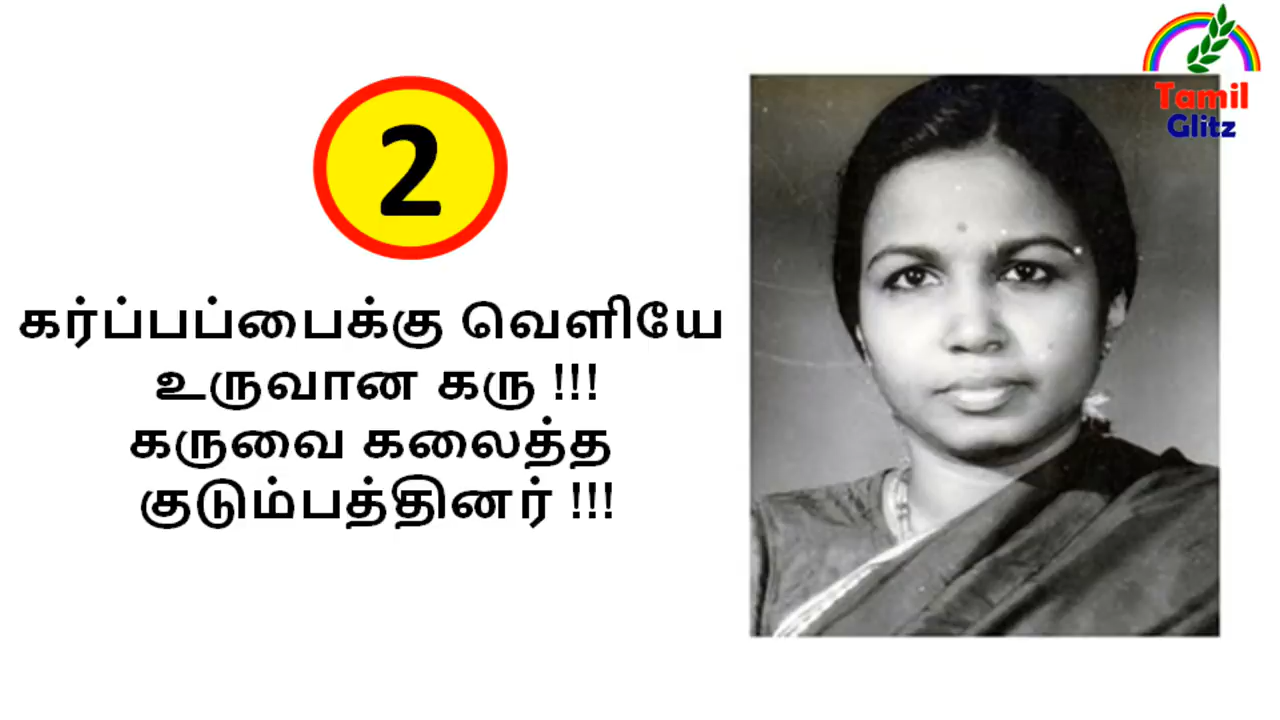 Tamil
Glitz
2
கர்ப்பப்பைக்கு வெளியே
உருவான கரு !!!
கருவை கலைத்த
குடும்பத்தினர் !!!